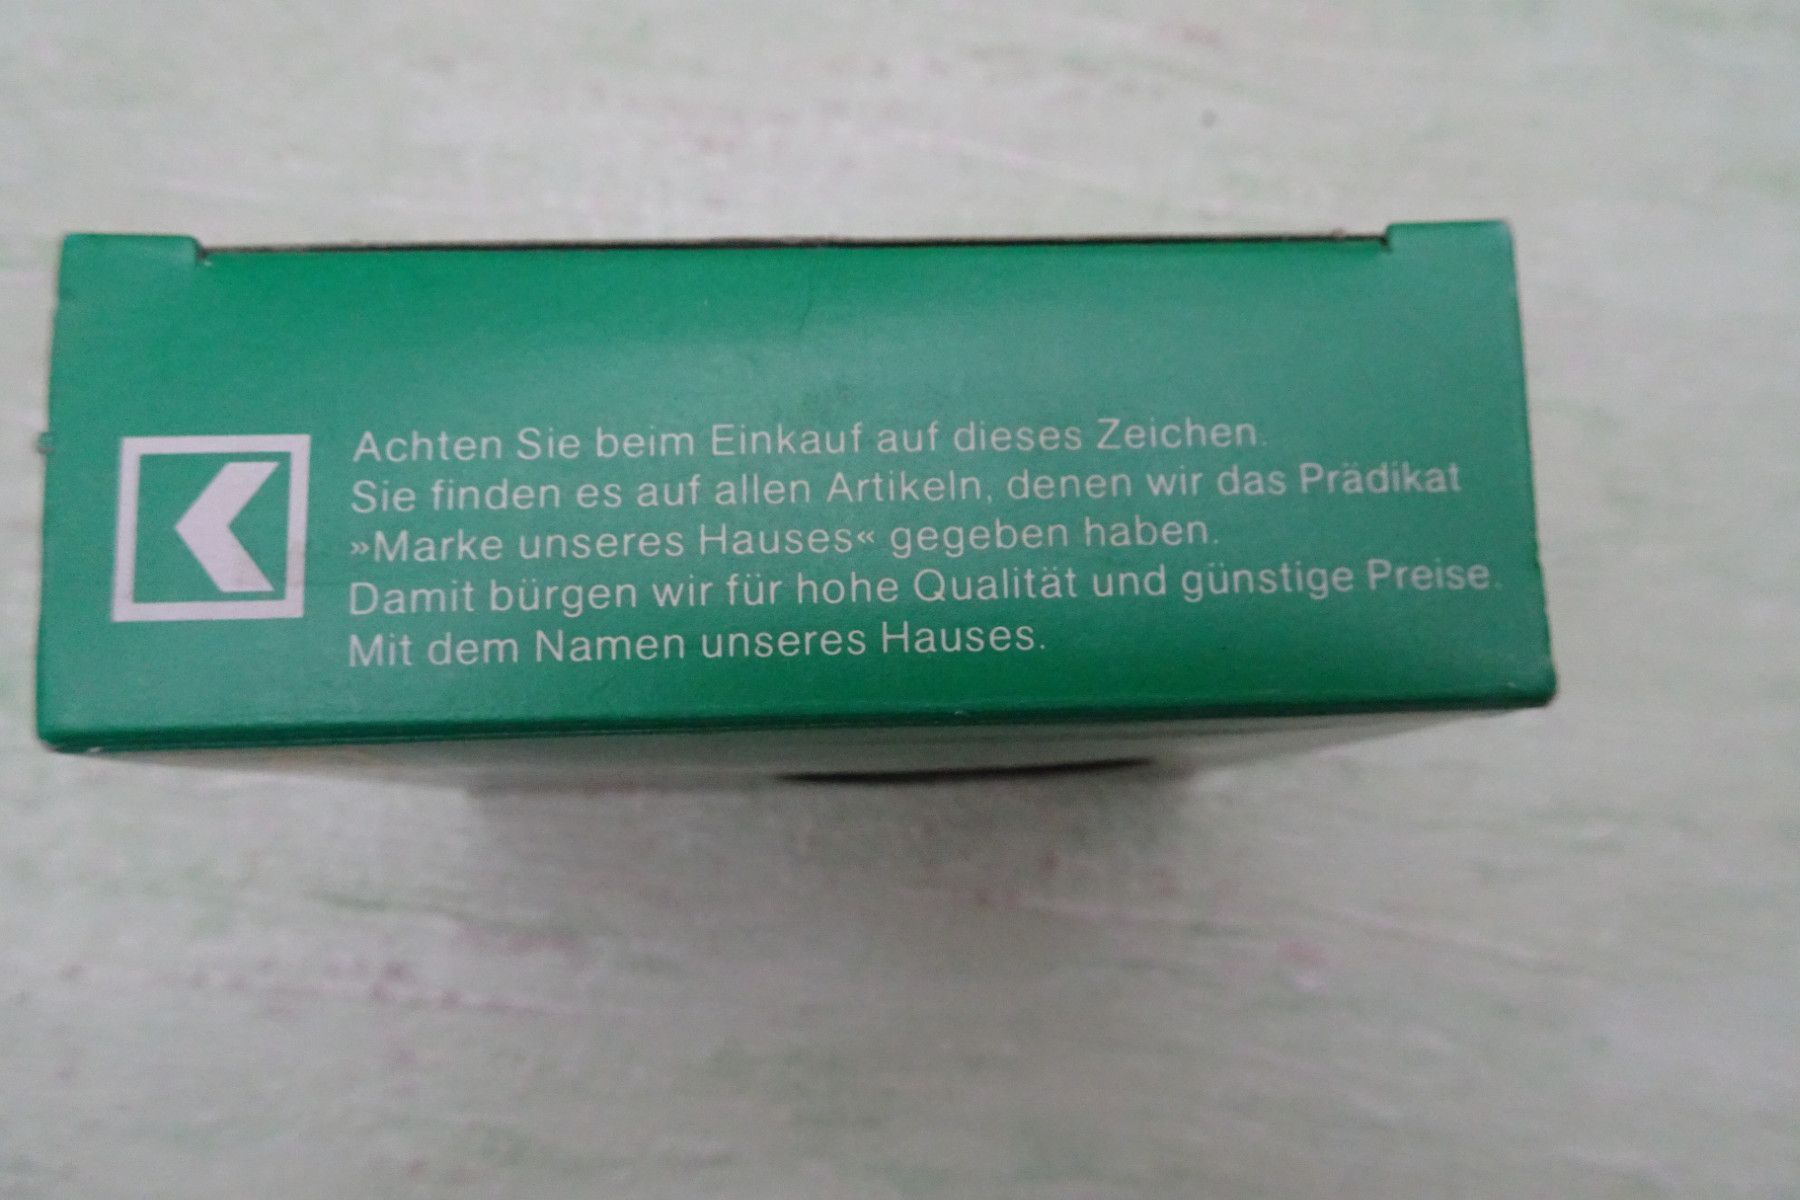 Achten Sie beim Einkauf auf dieses Zeichen.
Sie finden es auf allen Artikeln, denen wir das Prädikat
»Marke unseres Hauses« gegeben haben.
Damit bürgen wir für hohe Qualität und günstige Preise.
Mit dem Namen unseres Hauses.